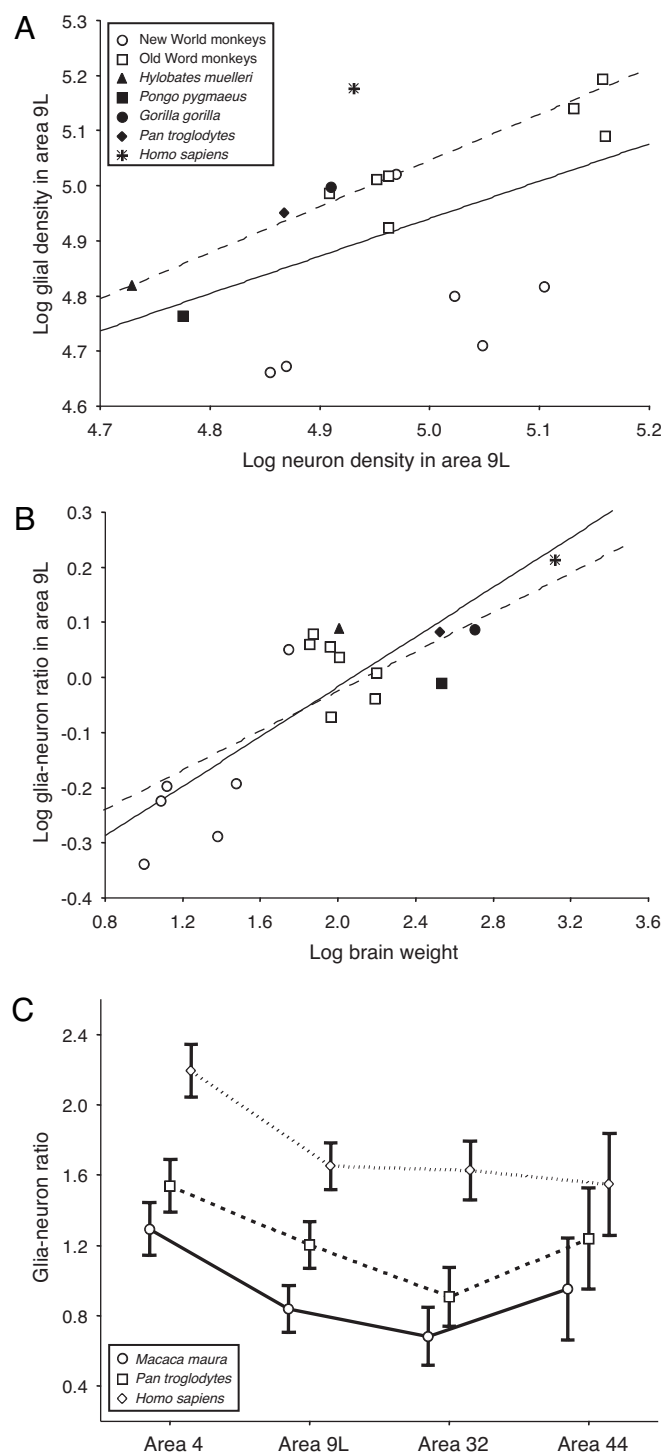 A
5.3
5.2
5.1
5.0
4.9
4.8
4.7
4.6
Log glial density in area 9L
New World monkeys
Old Word monkeys
Hylobates muelleri
Pongo pygmaeus
Gorilla gorilla
Pan troglodytes
Homo sapiens
4.7 4.8 4.9 5.0 5.1 5.2
Log neuron density in area 9L
B
0.3
0.2
0.1
0.0
-0.1
-0.2
-0.3
-0.4
Log glia-neuron ratio in area 9L
0.8 1.2 1.6 2.0 2.4 2.8 3.2 3.6
Log brain weight
C
2.4
2.0
1.6
1.2
0.8
0.4
Glia-neuron ratio
Macaca maura
Pan troglodytes
Homo sapiens
Area 4 Area 9L Area 32 Area 44